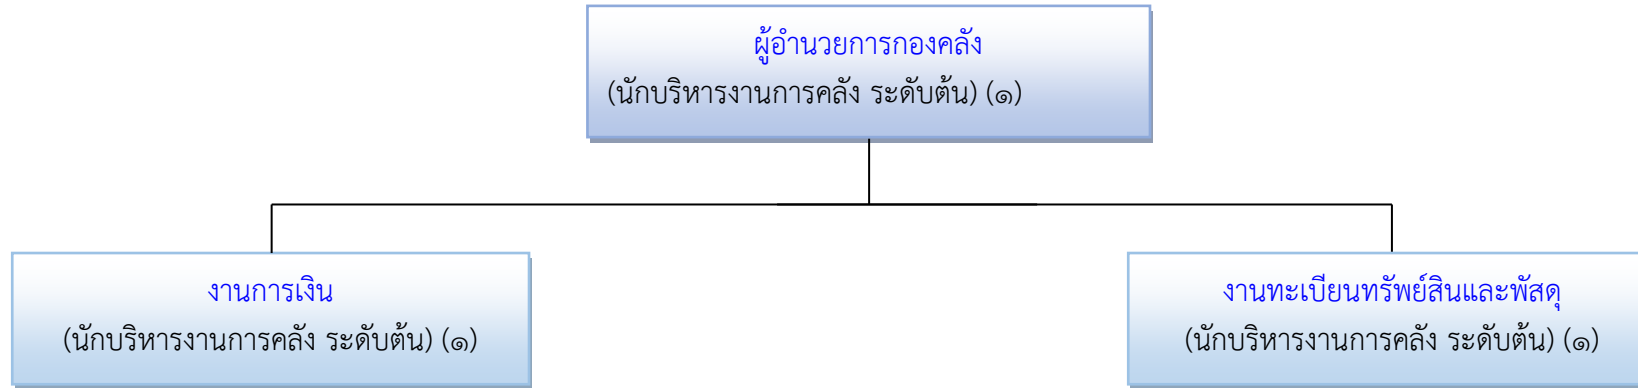 ผู้อำนวยการกองคลัง
(นักบริหารงานการคลัง ระดับต้น) (๑)
งานการเงิน
(นักบริหารงานการคลัง ระดับต้น) (๑)
งานทะเบียนทรัพย์สินและพัสดุ
(นักบริหารงานการคลัง ระดับต้น) (๑)